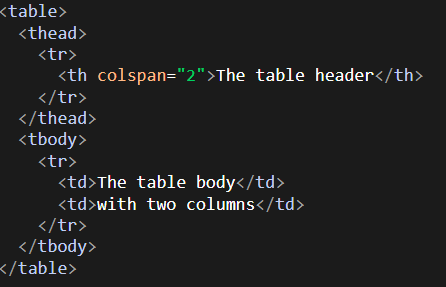 <table>
<thead>
<tr>
<th colspan="2">The table header</th>
</tr>
</thead>
<tbody>
<tr>
<td>The table body</td>
<td>with two columns</td>
</tr>
</tbody>
</table>